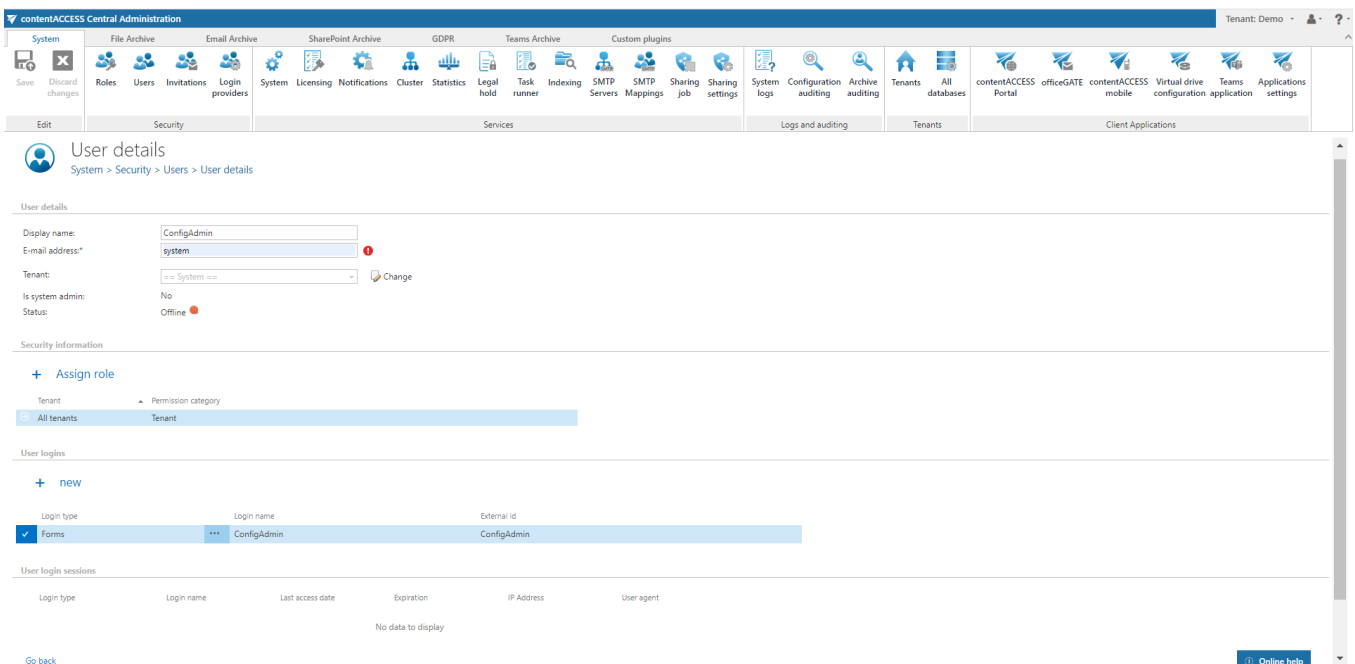 contentACCESS Central Administration
Tenant: Demo
System File Archive Email Archive SharePoint Archive GDPR Teams Archive Custom plugins
Save Discard changes Roles Users Invitations Login providers System Licensing Notifications Cluster Statistics Legal hold Task runner Indexing SMTP Servers SMTP Mappings Sharing job Sharing settings System logs Configuration auditing Archive auditing Tenants All databases contentACCESS Portal officeGATE contentACCESS mobile Virtual drive configuration Teams application Applications settings
Edit Security Services Logs and auditing Tenants Client Applications
User details
System > Security > Users > User details
User details
Display name: ConfigAdmin
E-mail address:* system
Tenant: == System == Change
Is system admin: No
Status: Offline
Security information
+ Assign role
Tenant Permission category
All tenants Tenant
User logins
+ new
Login type Login name External id
Forms ... ConfigAdmin ConfigAdmin
User login sessions
Login type Login name Last access date Expiration IP Address User agent
No data to display
Go back
Online help